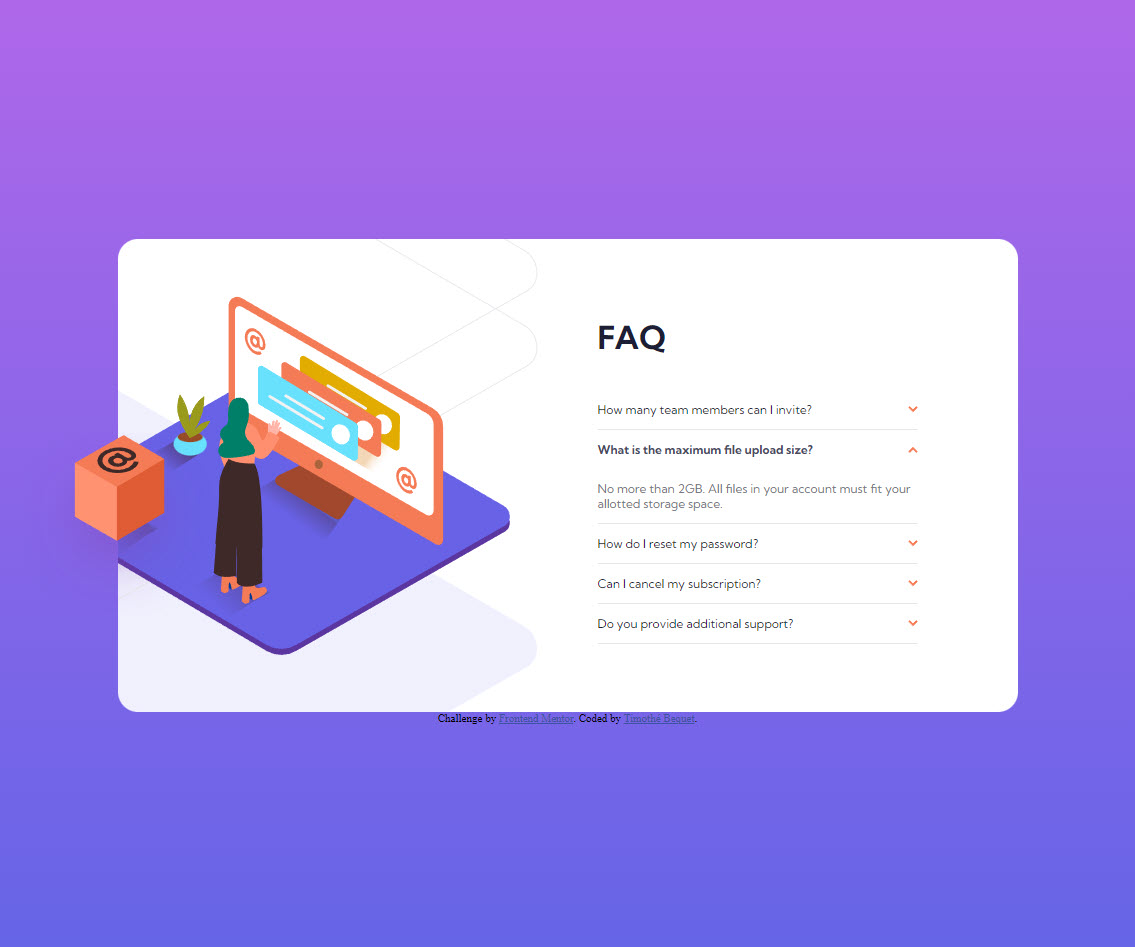 FAQ
How many team members can I invite?
What is the maximum file upload size?
No more than 2GB. All files in your account must fit your
allotted storage space.
How do I reset my password?
Can I cancel my subscription?
Do you provide additional support?
Challenge by Frontend Mentor. Coded by Timothé Bequet.